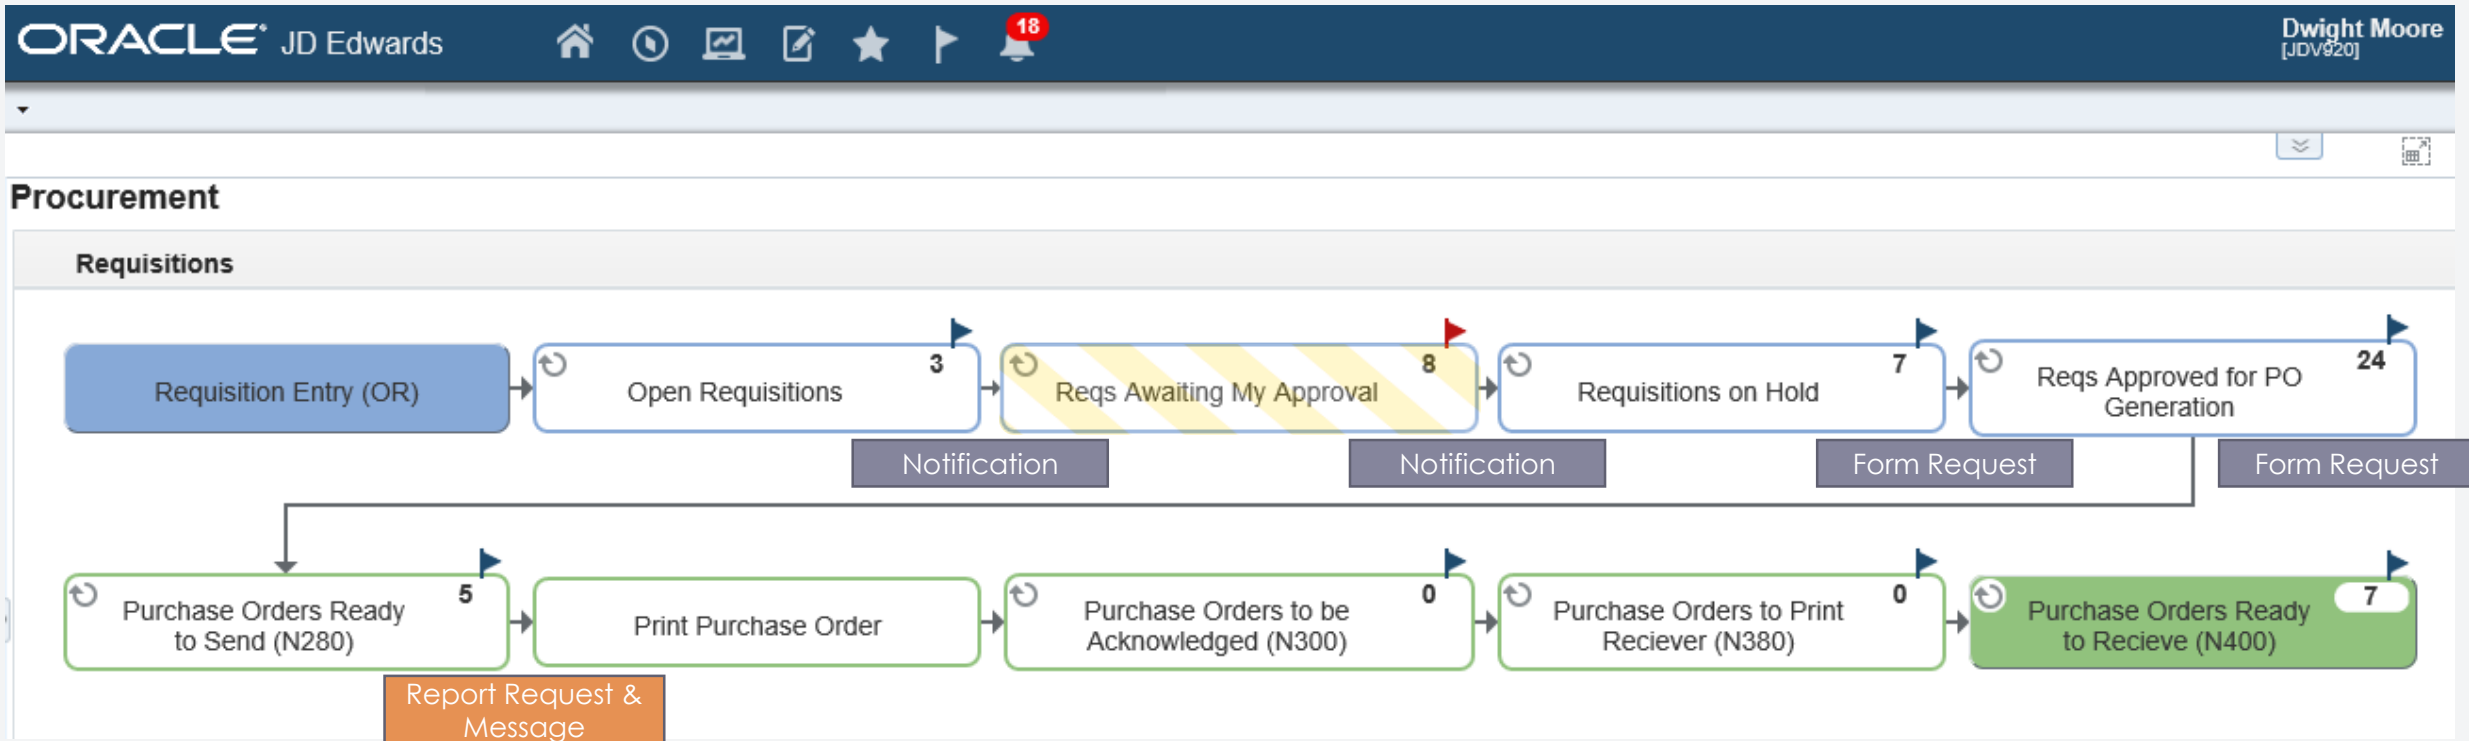 ORACLE JD Edwards
18
Dwight Moore
[JDV920]
Procurement
Requisitions
Requisition Entry (OR)
3
Open Requisitions
8
Reqs Awaiting My Approval
7
Requisitions on Hold
24
Reqs Approved for PO
Generation
Notification
Notification
Form Request
Form Request
5
Purchase Orders Ready
to Send (N280)
Print Purchase Order
0
Purchase Orders to be
Acknowledged (N300)
0
Purchase Orders to Print
Reciever (N380)
7
Purchase Orders Ready
to Recieve (N400)
Report Request &
Message